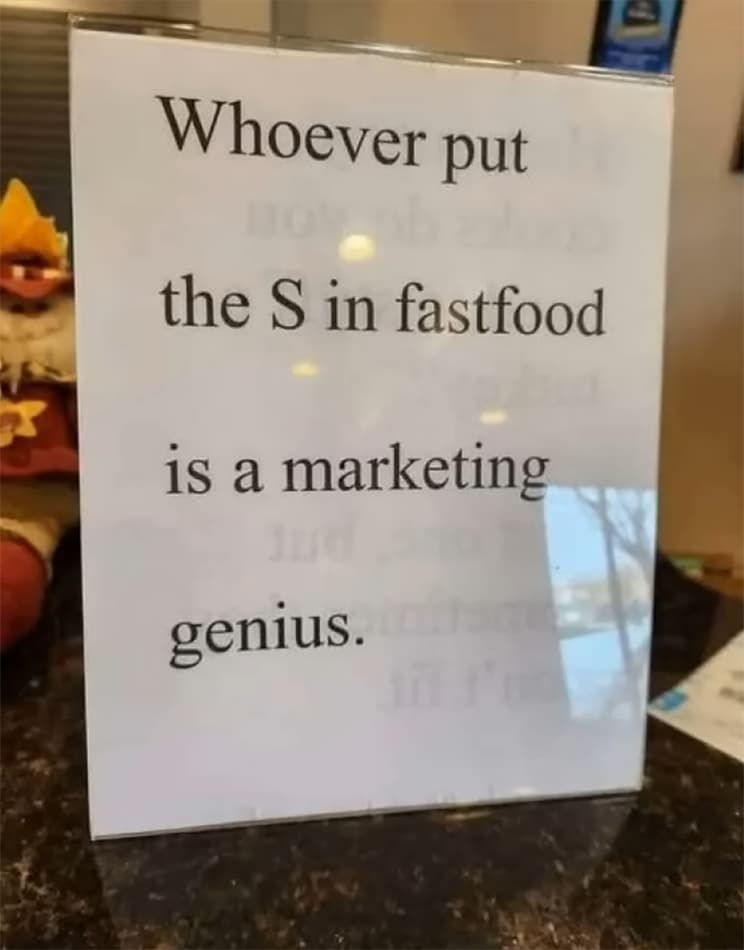 Whoever put
the S in fastfood
is a marketing
genius.